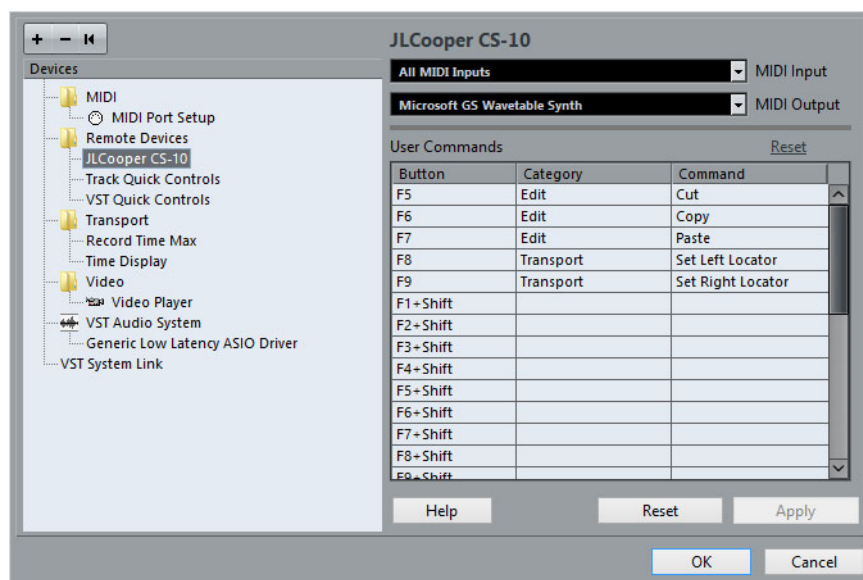 JLCooper CS-10
Devices
All MIDI Inputs MIDI Input
Microsoft GS Wavetable Synth MIDI Output
MIDI
MIDI Port Setup
Remote Devices
JLCooper CS-10
Track Quick Controls
VST Quick Controls
Transport
Record Time Max
Time Display
Video
Video Player
VST Audio System
Generic Low Latency ASIO Driver
VST System Link
User Commands Reset
Button Category Command
F5 Edit Cut
F6 Edit Copy
F7 Edit Paste
F8 Transport Set Left Locator
F9 Transport Set Right Locator
F1+Shift
F2+Shift
F3+Shift
F4+Shift
F5+Shift
F6+Shift
F7+Shift
F8+Shift
F9+Shift
Help Reset Apply
OK Cancel